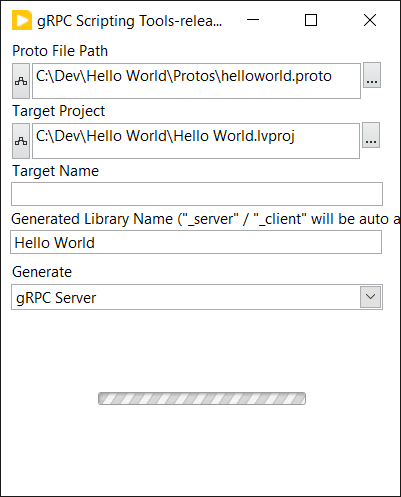 gRPC Scripting Tools-relea...
Proto File Path
C:\Dev\Hello World\Protos\helloworld.proto
...
Target Project
C:\Dev\Hello World\Hello World.lvproj
...
Target Name
Generated Library Name ("_server" / "_client" will be auto a
Hello World
Generate
gRPC Server